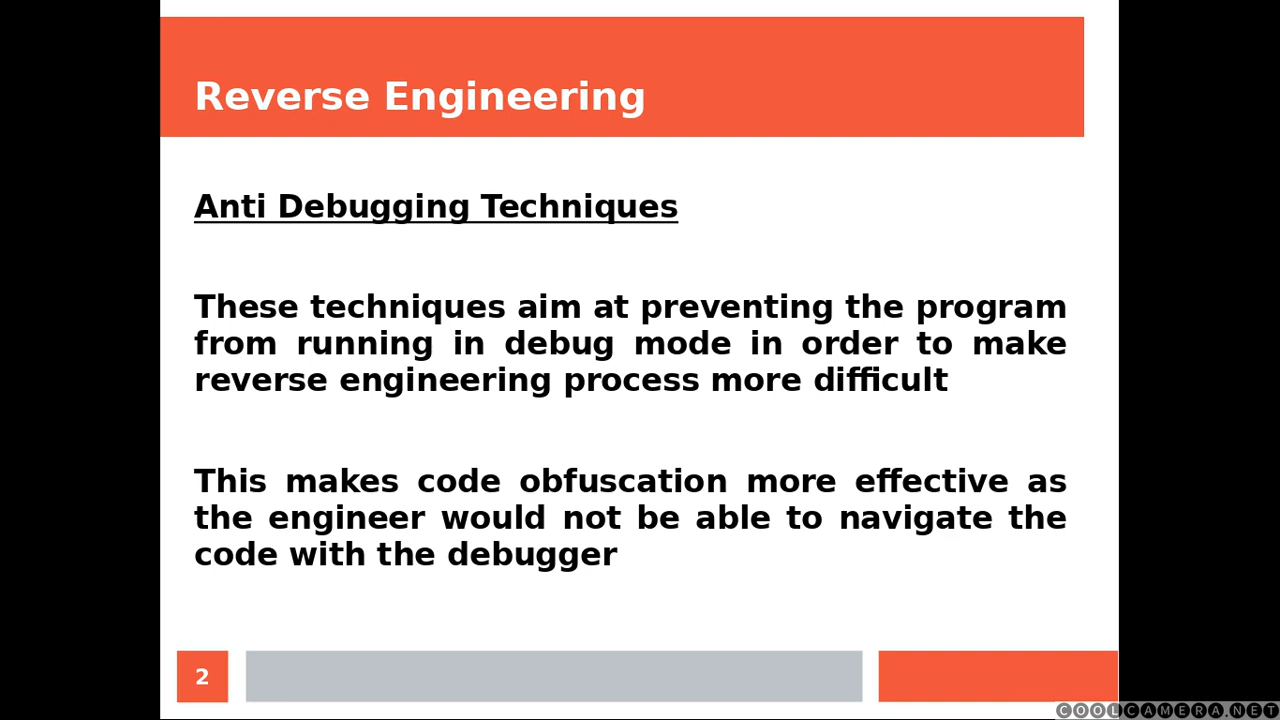 Reverse Engineering
Anti Debugging Techniques
These techniques aim at preventing the program
from running in debug mode in order to make
reverse engineering process more difficult
This makes code obfuscation more effective as
the engineer would not be able to navigate the
code with the debugger
2
COOLCAMERA.NET